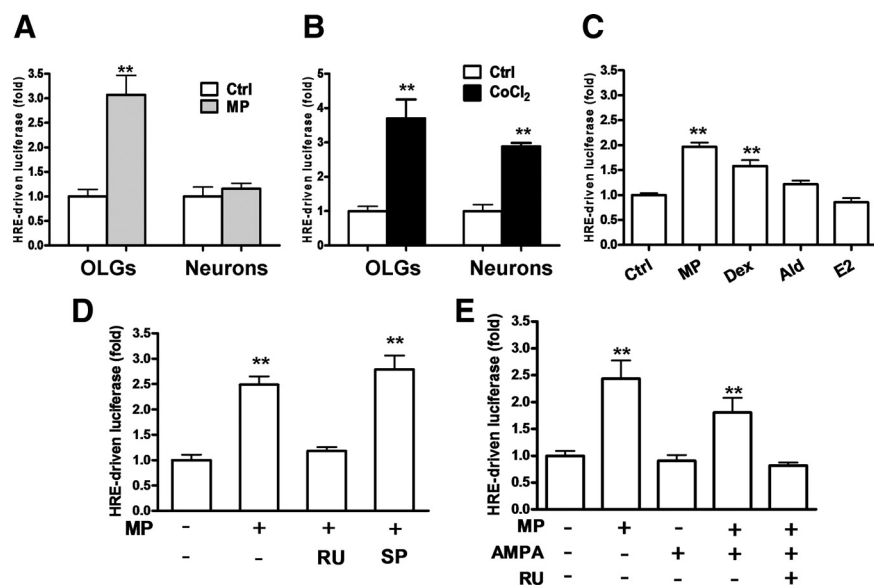 A
HRE-driven luciferase (fold)
3.5
3.0
2.5
2.0
1.5
1.0
0.5
0.0
**
Ctrl
MP
OLGs Neurons
B
HRE-driven luciferase (fold)
6
5
4
2
1
0
**
**
Ctrl
CoCl2
OLGs Neurons
C
HRE-driven luciferase (fold)
3.5
3.0
2.5
2.0
1.5
1.0
0.5
0.0
**
**
Ctrl MP Dex Ald E2
D
HRE-driven luciferase (fold)
3.5
3.0
2.5
2.0
1.5
1.0
0.5
0.0
**
**
MP - + + +
- - RU SP
E
HRE-driven luciferase (fold)
3.5
3.0
2.5
2.0
1.5
1.0
0.5
0.0
**
**
MP - + - + +
AMPA - - + + +
RU +